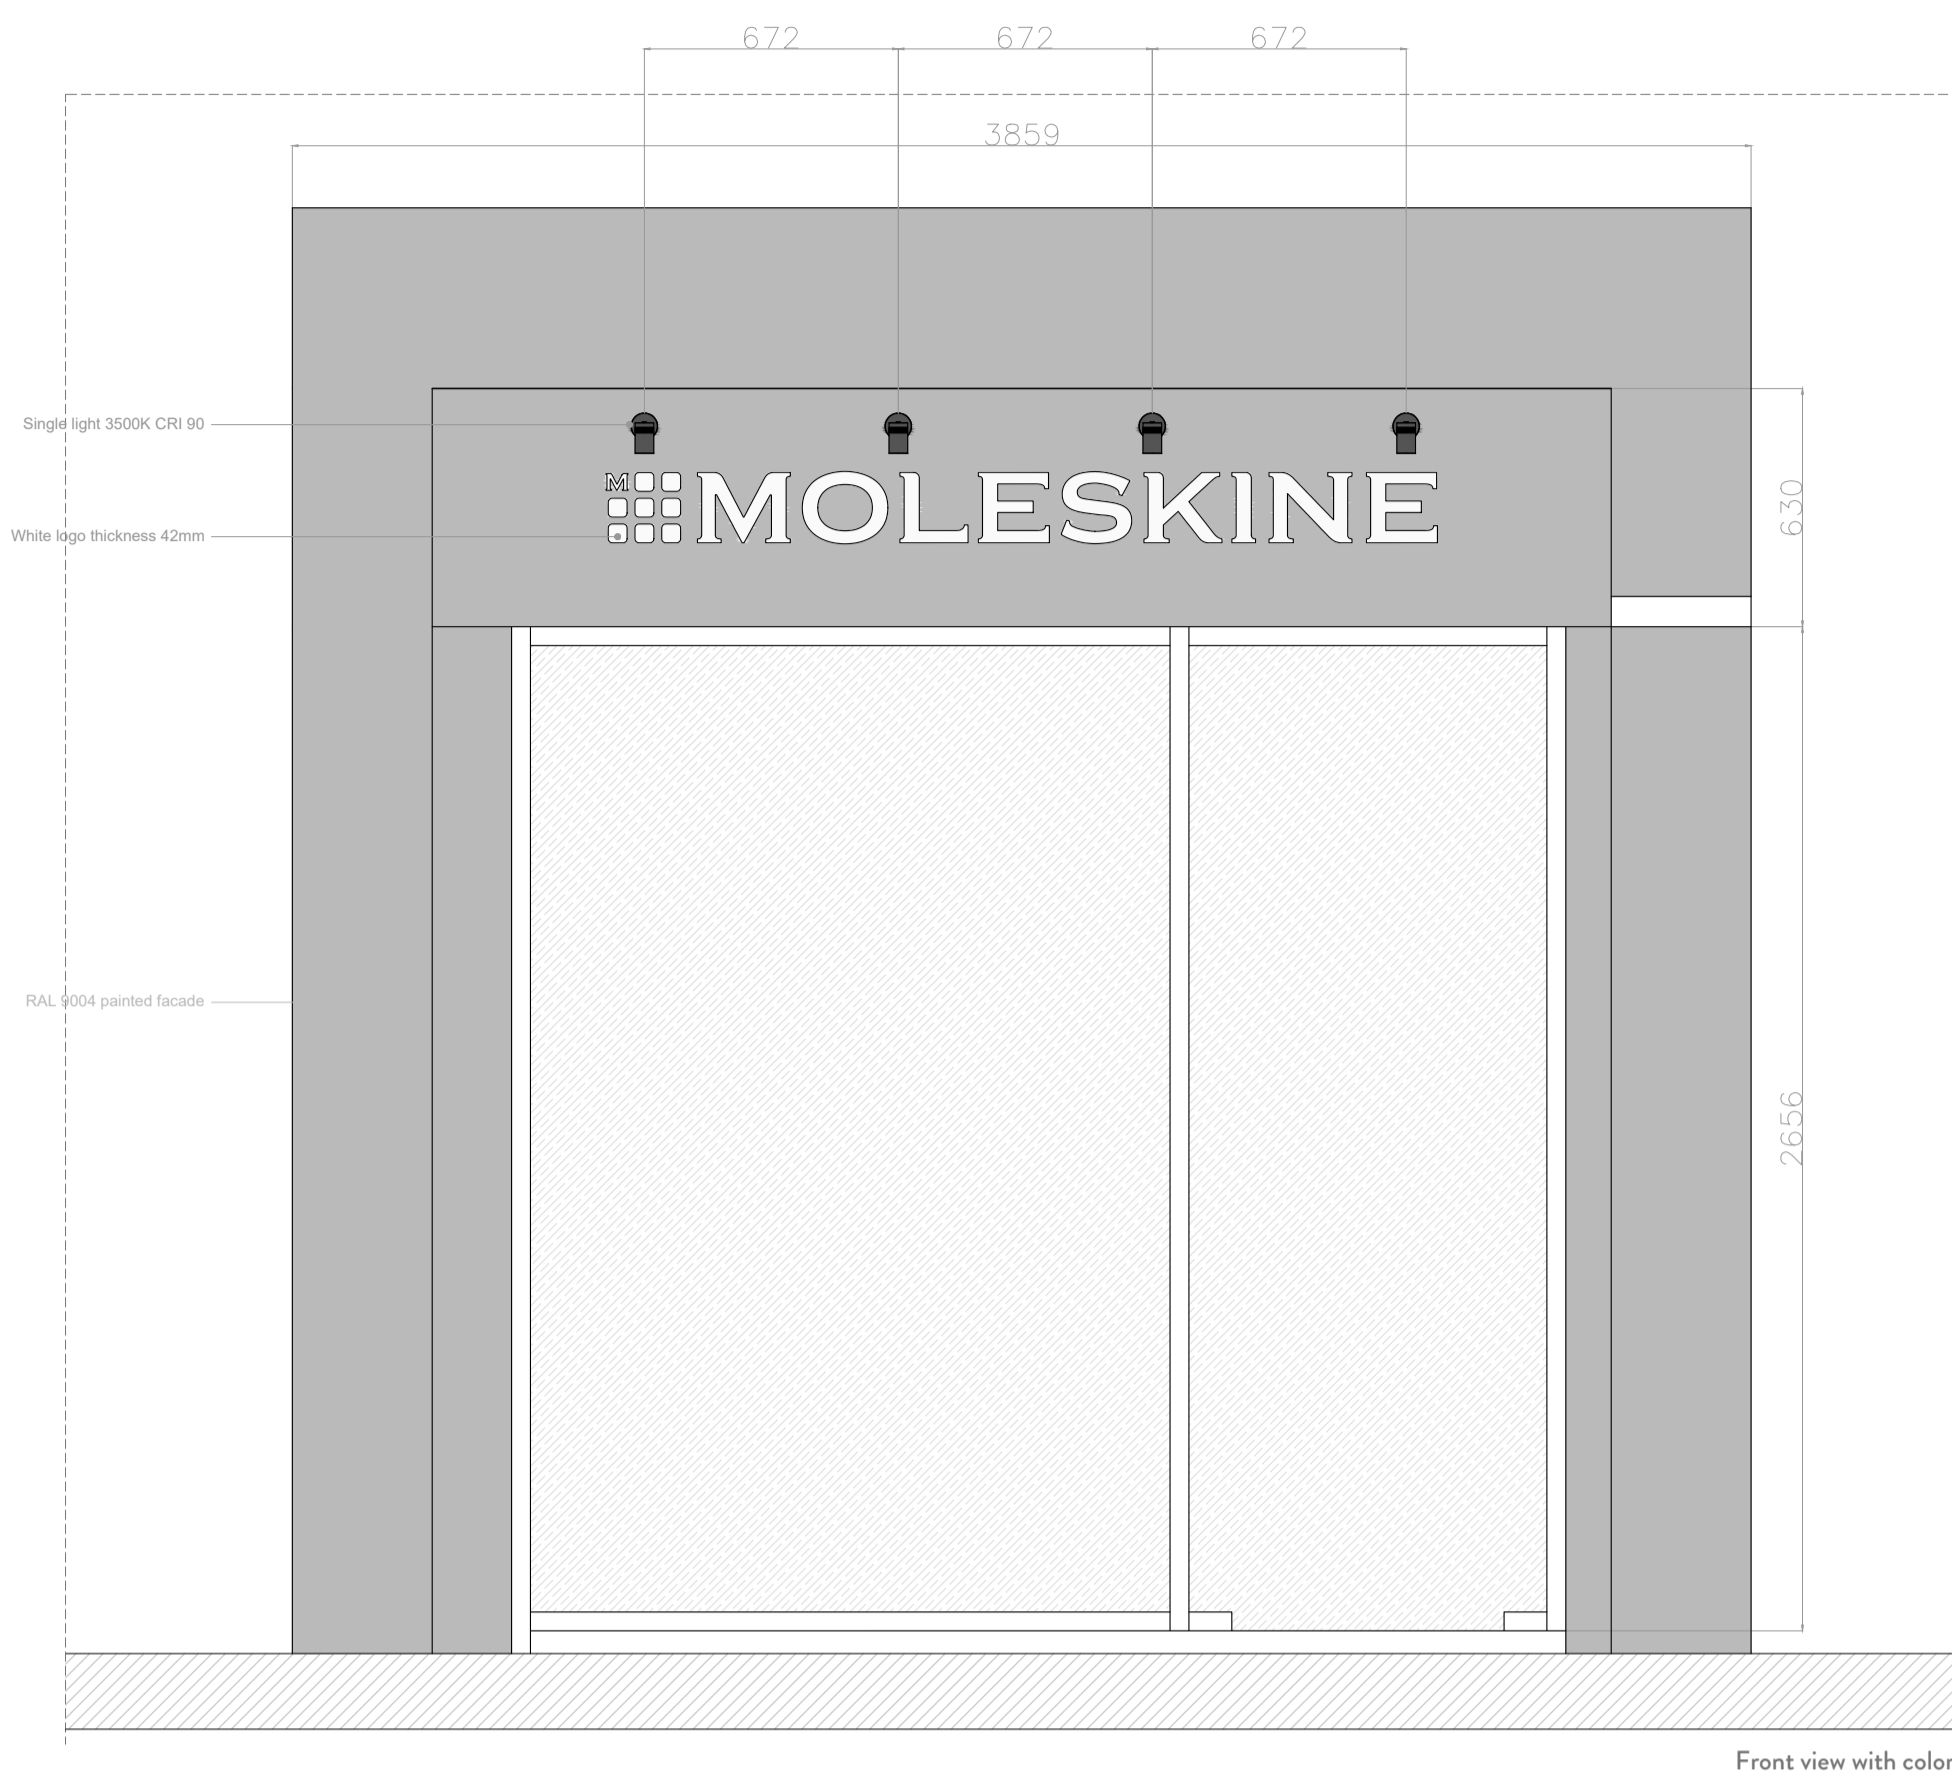 672 672 672
3859
Single light 3500K CRI 90
M MOLESKINE
White logo thickness 42mm
630
RAL 9004 painted facade
2656
Front view with color